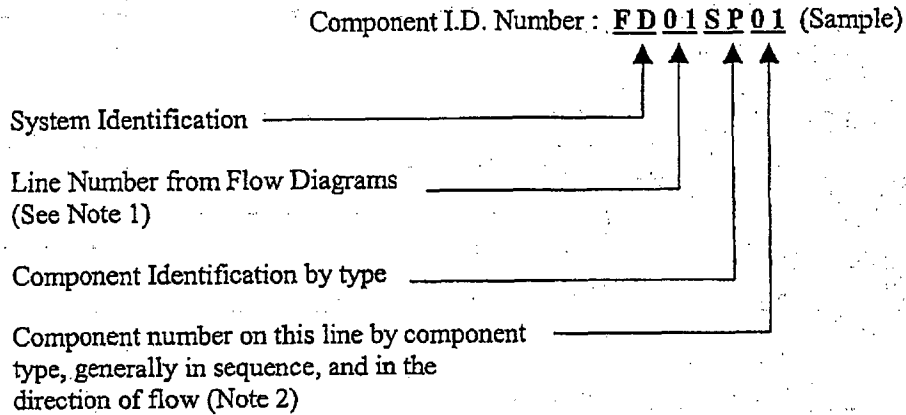 Component I.D. Number : FD01SP01 (Sample)
System Identification
Line Number from Flow Diagrams
(See Note 1)
Component Identification by type
Component number on this line by component
type, generally in sequence, and in the
direction of flow (Note 2)